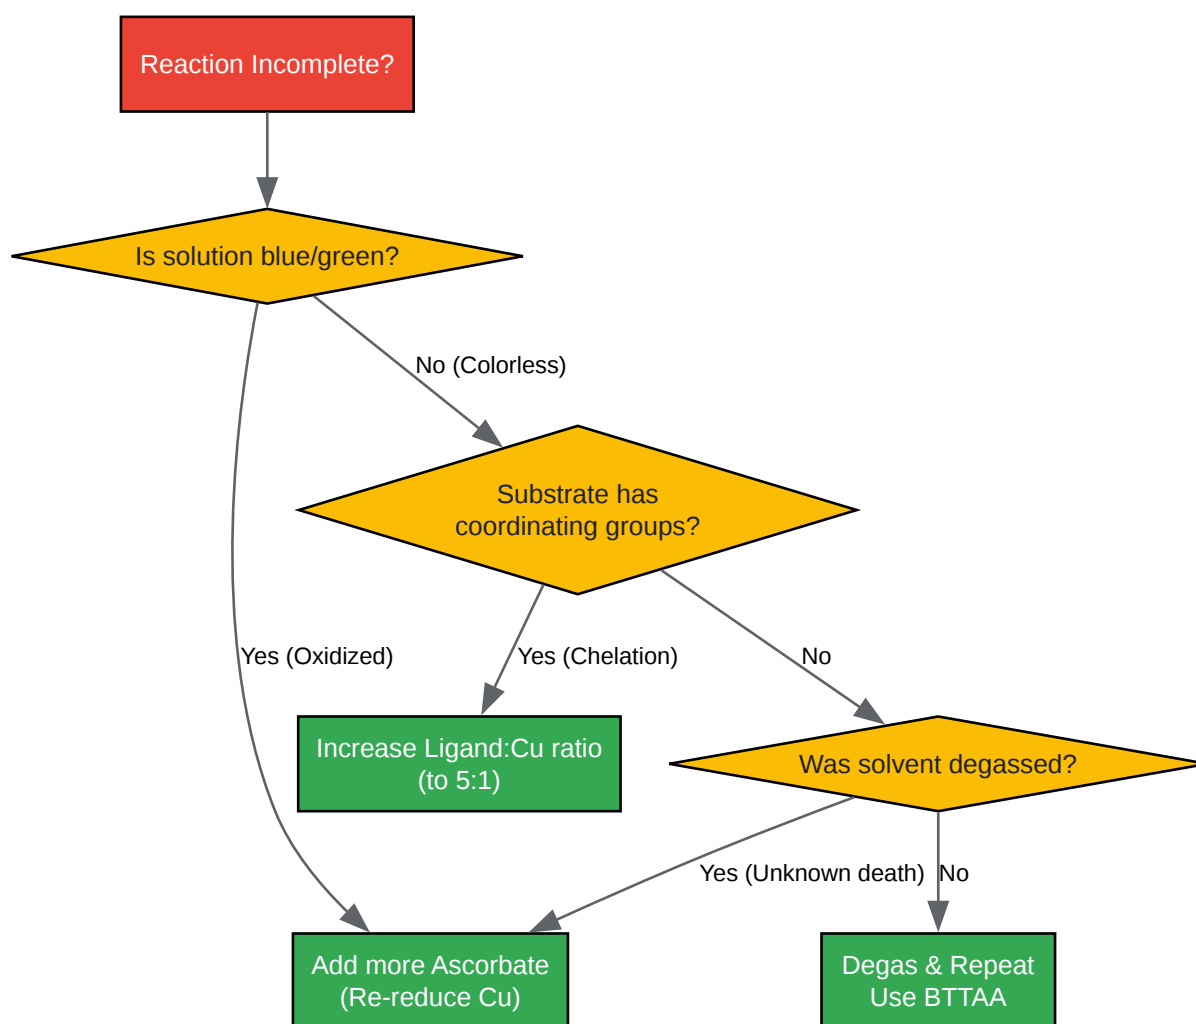 Reaction Incomplete?
Is solution blue/green?
No (Colorless)
Substrate has
coordinating groups?
Yes (Oxidized)
Yes (Chelation)
No
Increase Ligand:Cu ratio
(to 5:1)
Was solvent degassed?
Yes (Unknown death)
No
Add more Ascorbate
(Re-reduce Cu)
Degas & Repeat
Use BTTAA